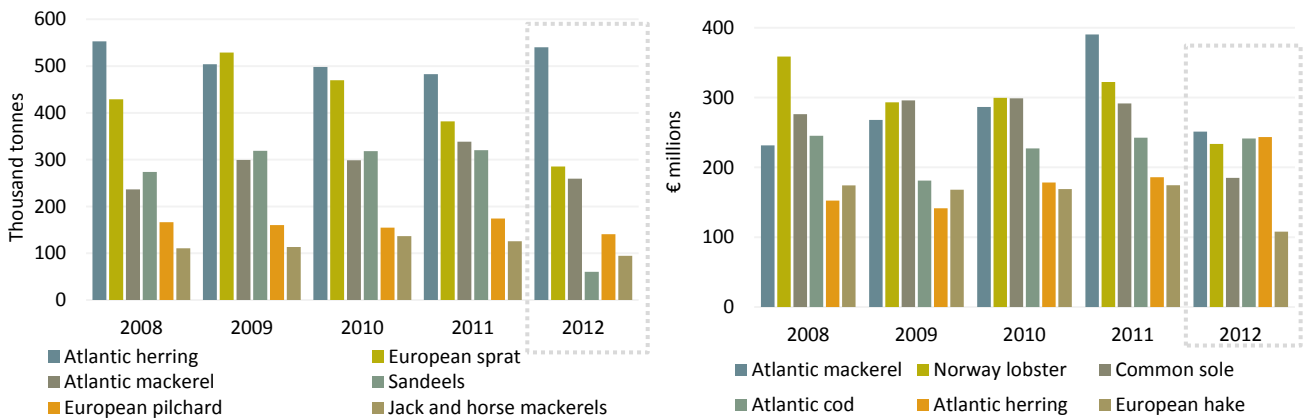 Thousand tonnes
600
500
400
300
200
100
0
2008 2009 2010 2011 2012
Atlantic herring European sprat
Atlantic mackerel Sandeels
European pilchard Jack and horse mackerels
€ millions
400
300
200
100
0
2008 2009 2010 2011 2012
Atlantic mackerel Norway lobster Common sole
Atlantic cod Atlantic herring European hake